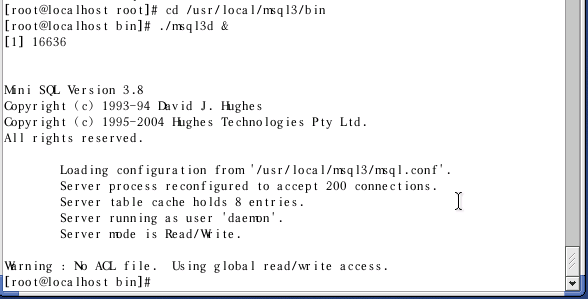 [root@localhost root]# cd /usr/local/msql3/bin
[root@localhost bin]# ./msql3d &
[1] 16636
Mini SQL Version 3.8
Copyright (c) 1993-94 David J. Hughes
Copyright (c) 1995-2004 Hughes Technologies Pty Ltd.
All rights reserved.
Loading configuration from '/usr/local/msql3/msql.conf'.
Server process reconfigured to accept 200 connections.
Server table cache holds 8 entries.
Server running as user 'daemon'.
Server mode is Read/Write.
Warning : No ACL file.  Using global read/write access.
[root@localhost bin]#